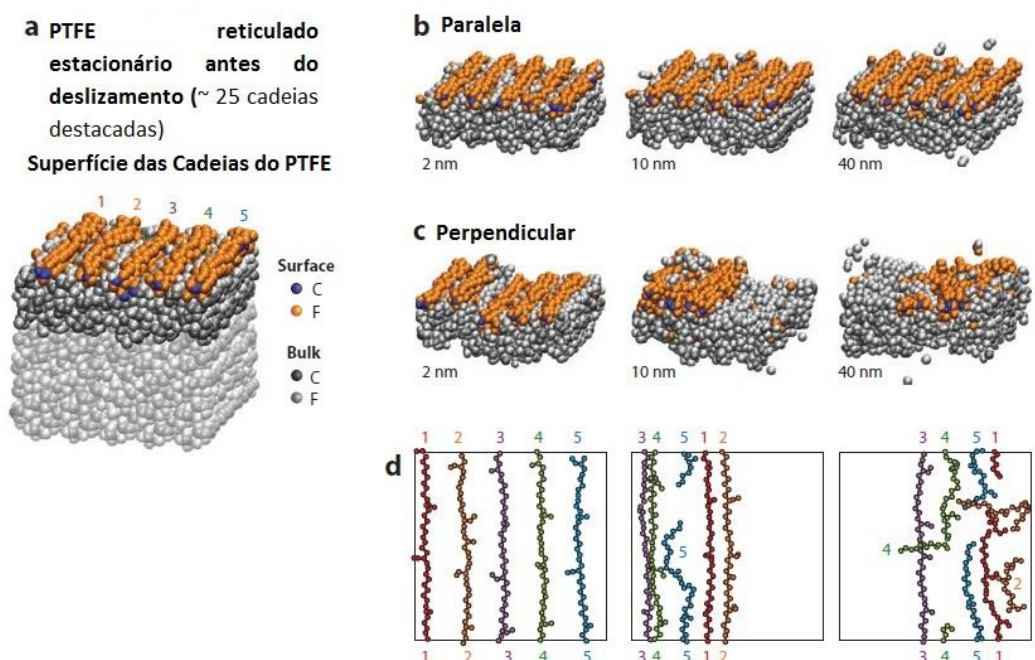 a PTFE reticulado
estacionário antes do
deslizamento (~ 25 cadeias
destacadas)
Superfície das Cadeias do PTFE
1 2 3 4 5
Surface
C
F
Bulk
C
F
b Paralela
2 nm 10 nm 40 nm
c Perpendicular
2 nm 10 nm 40 nm
d
1 2 3 4 5
1 2 3 4 5
3 4 5 1 2
5
3 4 5 1 2
3 4 5 1
4
2
3 4 5 1